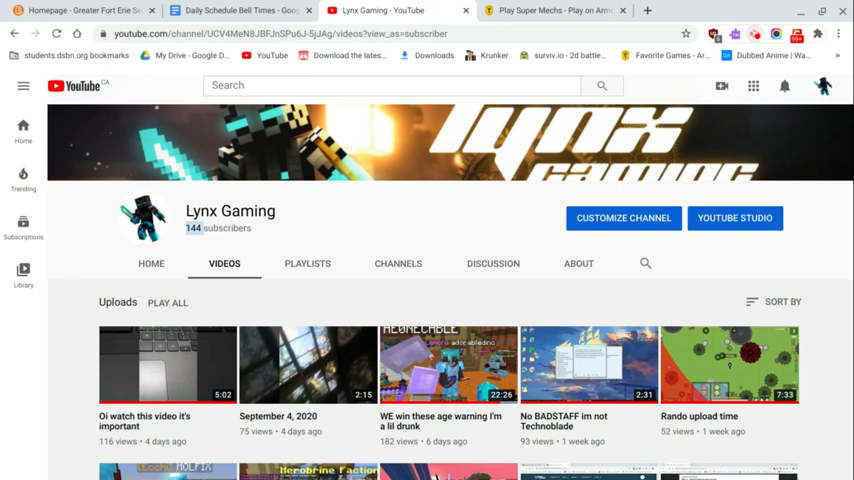 Homepage - Greater Fort Erie Se
Daily Schedule Bell Times - Goog
Lynx Gaming - YouTube
Play Super Mechs - Play on Armo
youtube.com/channel/UCV4MeN8JBFJnSPu6J-5jJAg/videos?view_as=subscriber
6
99+
students.dsbn.org bookmarks
My Drive - Google D...
YouTube
Download the lates...
Downloads
Krunker
surviv.io - 2d battle...
Favorite Games - Ar...
Dubbed Anime | Wa...
»
YouTube CA
Search
Home
Trending
Subscriptions
Library
lynx
GAMING
Lynx Gaming
144 subscribers
CUSTOMIZE CHANNEL
YOUTUBE STUDIO
HOME
VIDEOS
PLAYLISTS
CHANNELS
DISCUSSION
ABOUT
Uploads
PLAY ALL
SORT BY
5:02
2:15
22:26
2:31
7:33
Oi watch this video it's
important
116 views • 4 days ago
September 4, 2020
75 views • 4 days ago
WE win these age warning I'm
a lil drunk
182 views • 6 days ago
No BADSTAFF im not
Technoblade
93 views • 1 week ago
Rando upload time
52 views • 1 week ago
Herobrine Faction